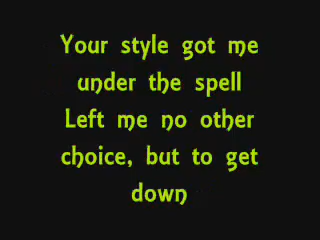 Your style got me
under the spell
Left me no other
choice, but to get
down